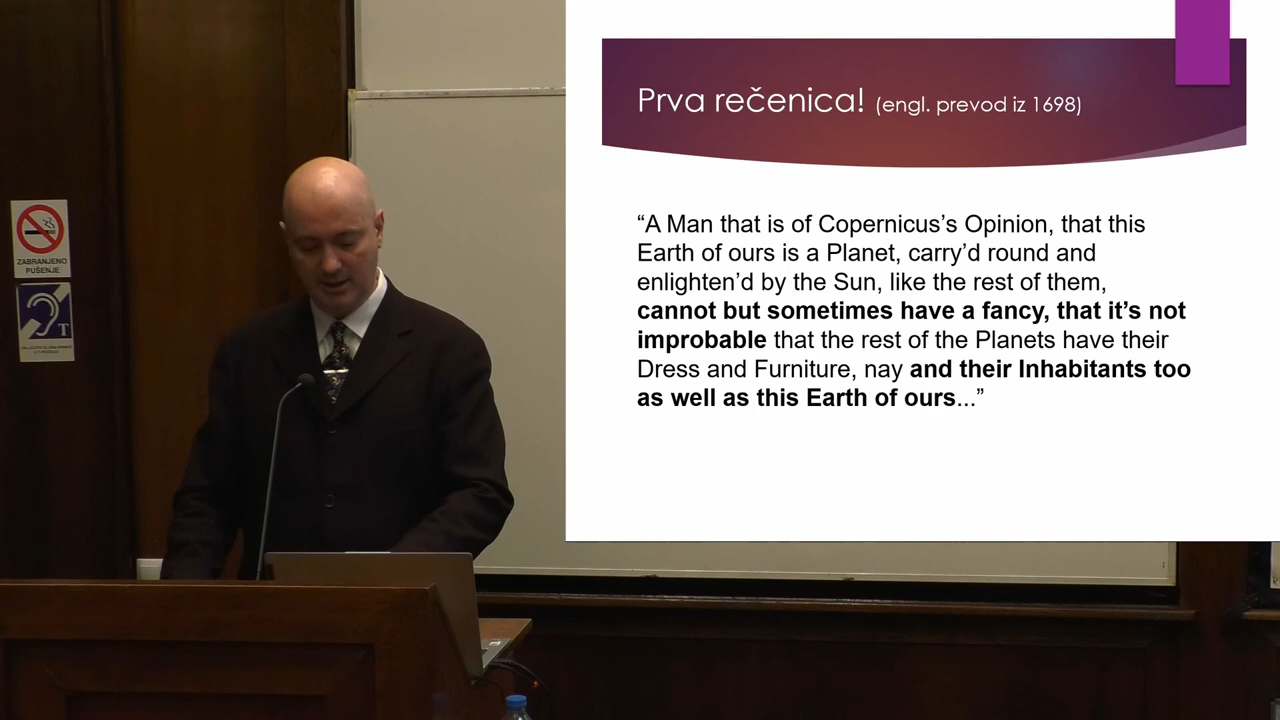 Prva rečenica! (engl. prevod iz 1698)
“A Man that is of Copernicus’s Opinion, that this
Earth of ours is a Planet, carry’d round and
enlighten’d by the Sun, like the rest of them,
cannot but sometimes have a fancy, that it’s not
improbable that the rest of the Planets have their
Dress and Furniture, nay and their Inhabitants too
as well as this Earth of ours...”
ZABRANJENO
PUŠENJE
T